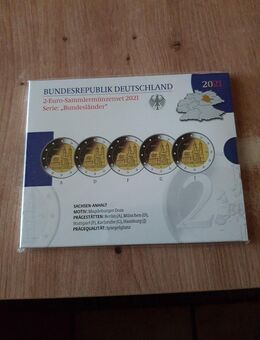 BUNDESREPUBLIK DEUTSCHLAND
2021
2-Euro-Sammlermünzenset 2021
Serie: „Bundesländer"
A D F G
SACHSEN-ANHALT
MOTIV: Magdeburger Dom
PRÄGESTÄTTEN: Berlin (A), München (D),
Stuttgart (F), Karlsruhe (G), Hamburg (J)
PRÄGEQUALITÄT: Spiegelglanz